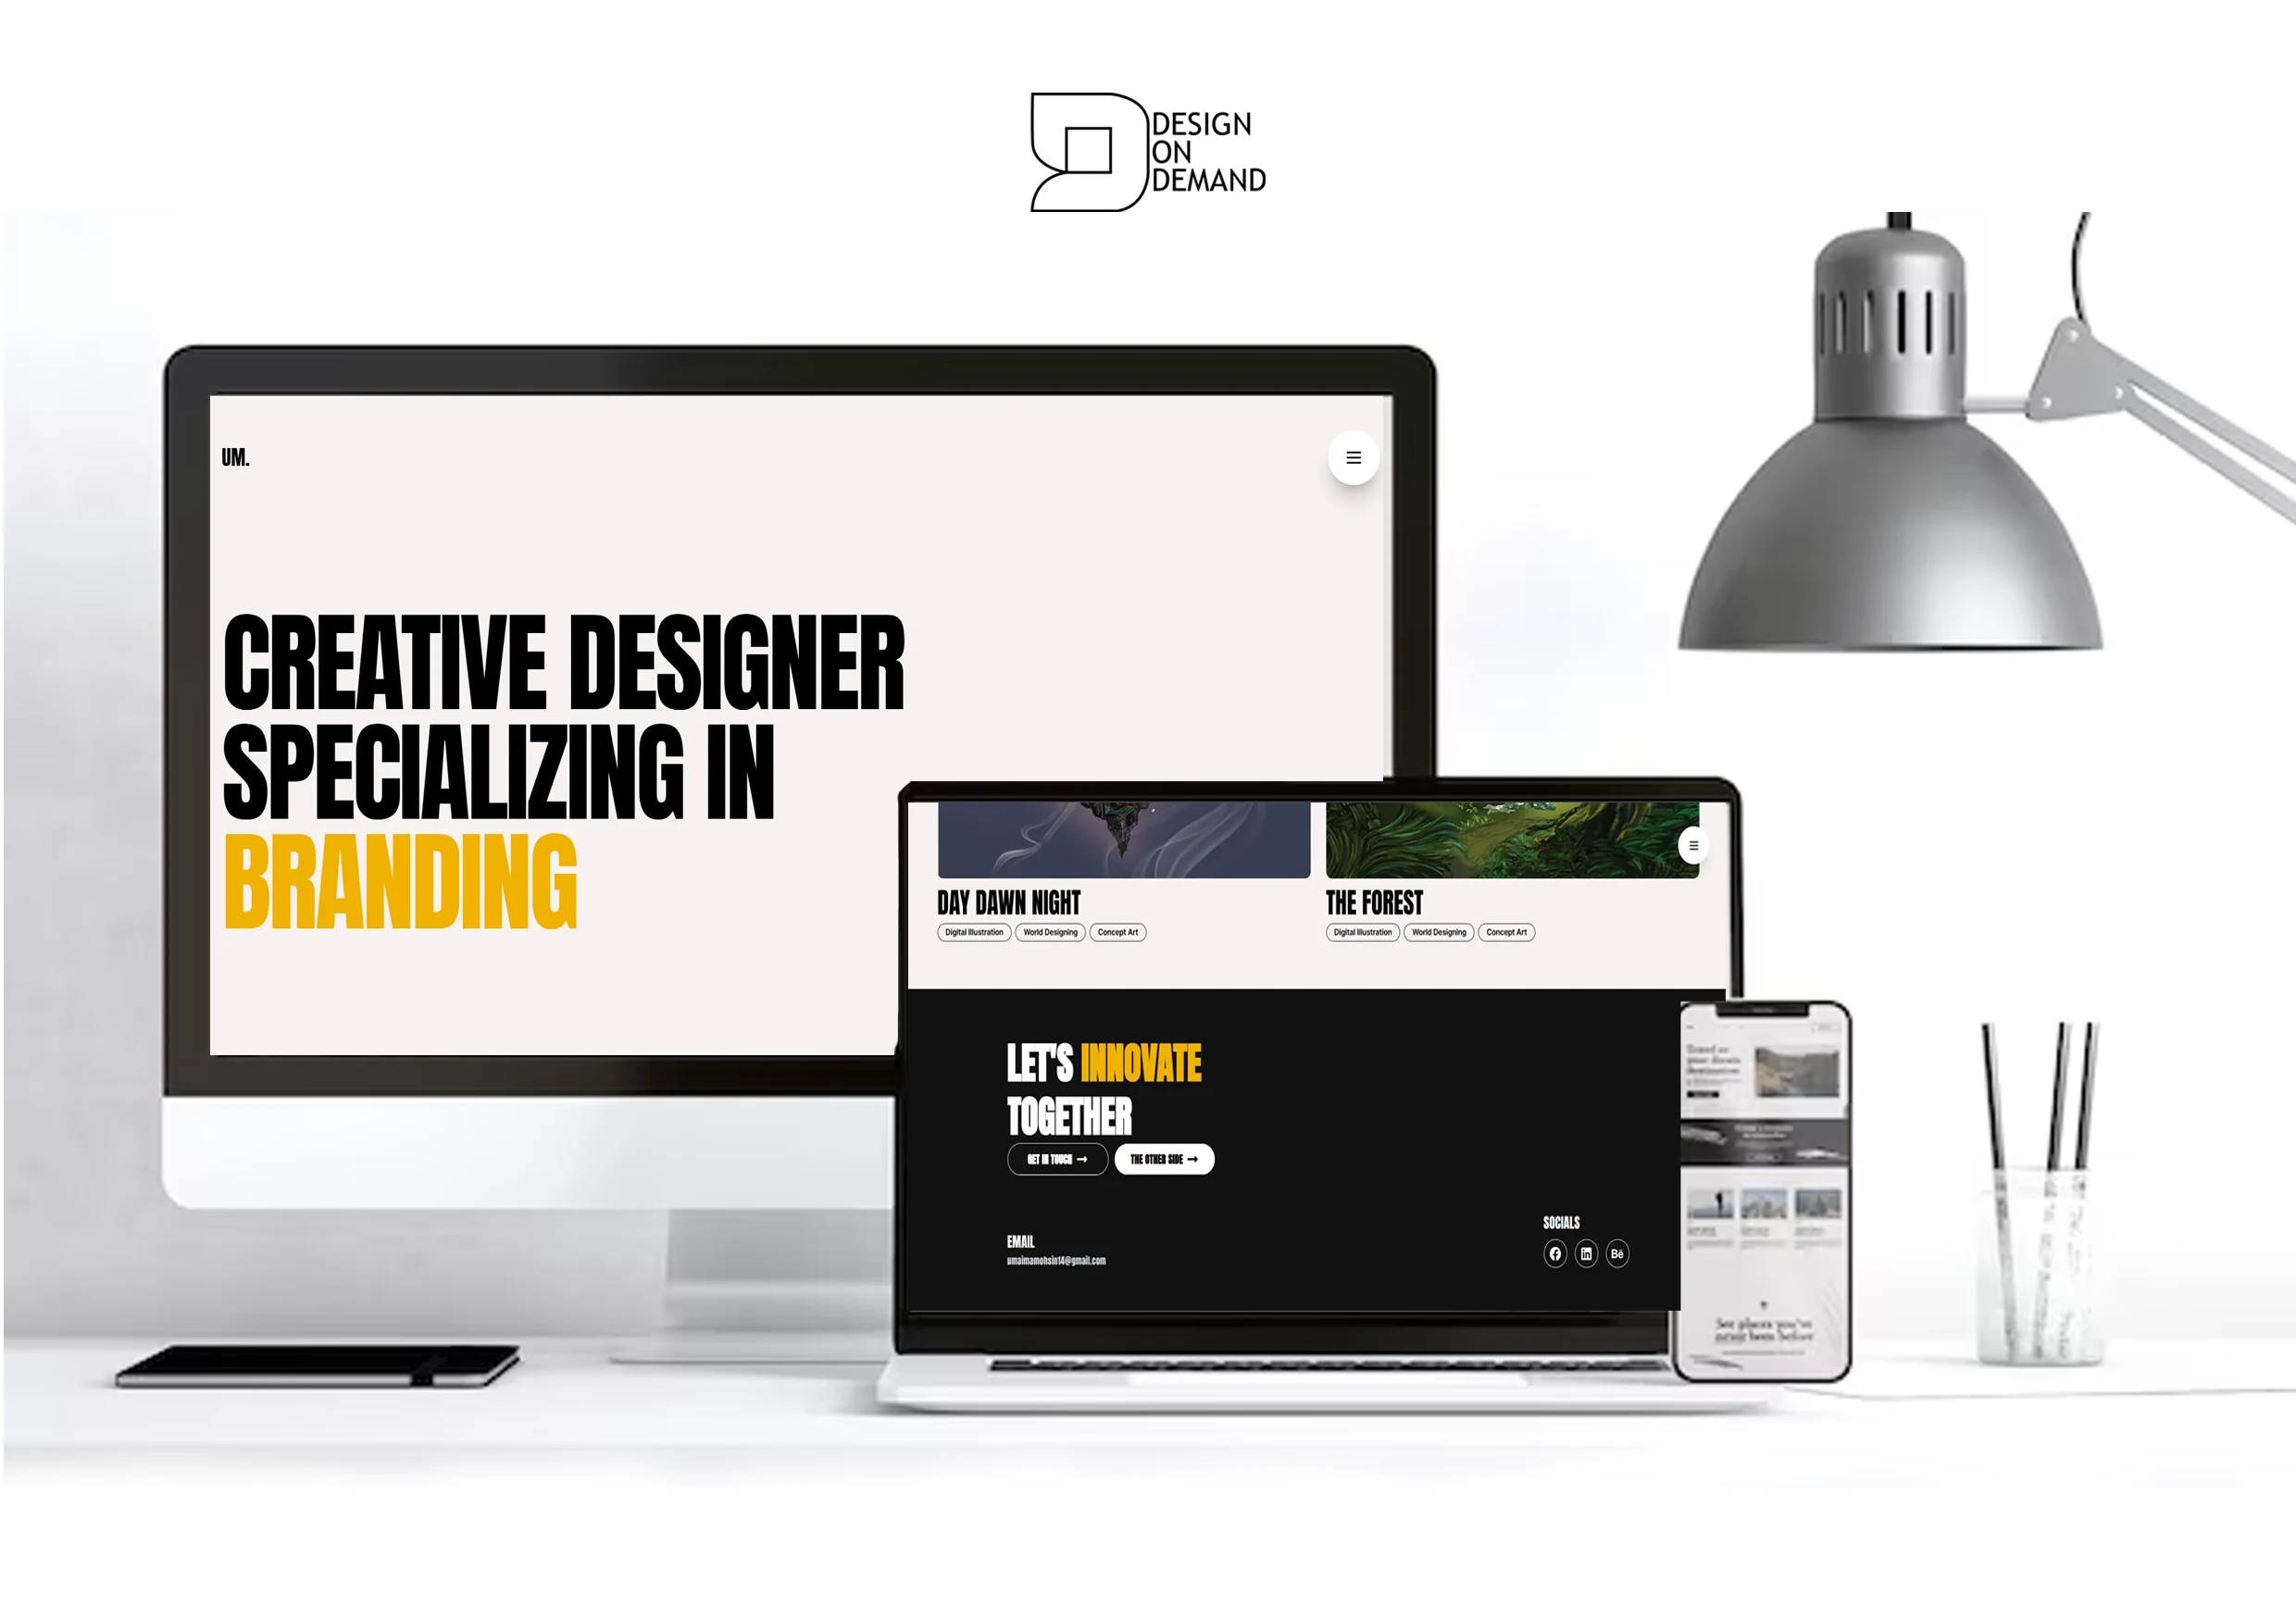 DESIGN
ON
DEMAND
UM.
CREATIVE DESIGNER
SPECIALIZING IN
BRANDING
DAY DAWN NIGHT
Digital Illustration World Designing Concept Art
THE FOREST
Digital Illustration World Designing Concept Art
LET'S INNOVATE
TOGETHER
GET IN TOUCH →
THE OTHER SIDE →
EMAIL
umaimamohsin14@gmail.com
SOCIALS
Bē
See places you've
never been before